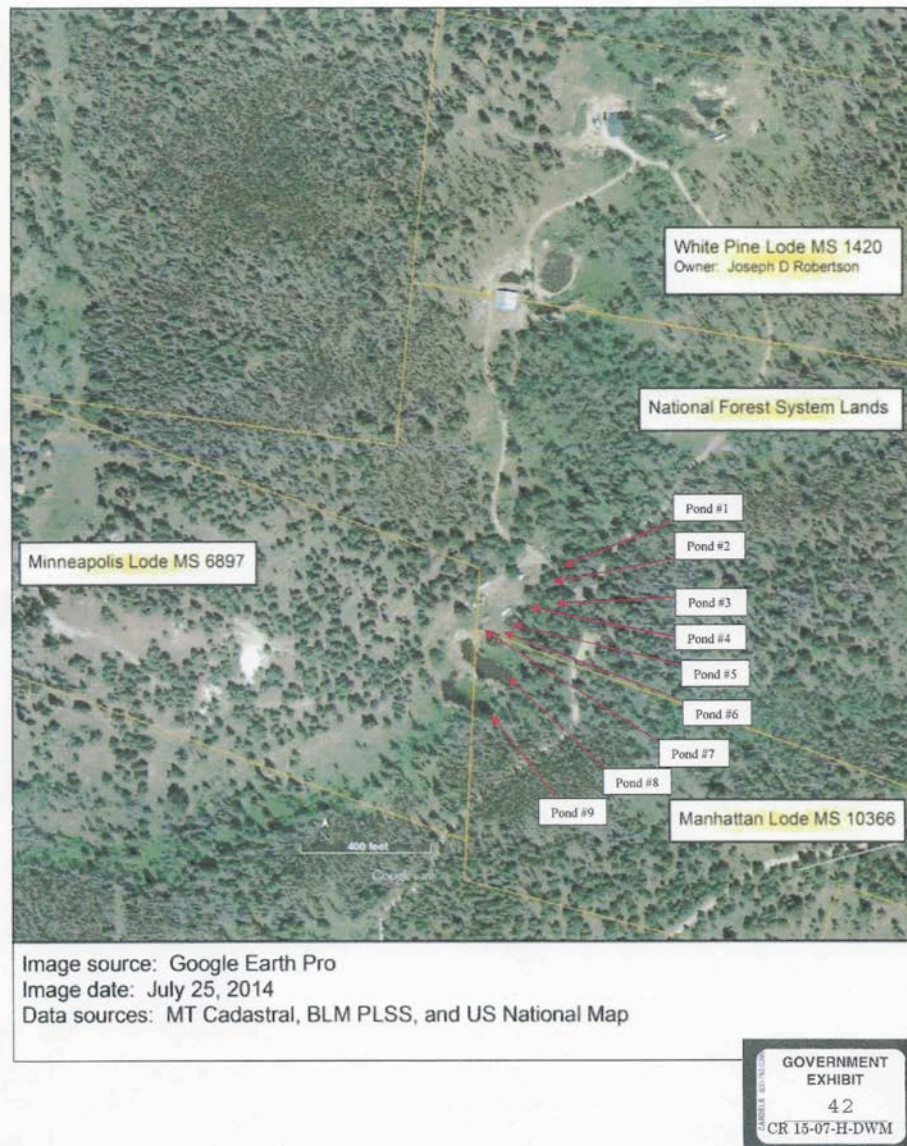 White Pine Lode MS 1420
Owner: Joseph D Robertson
National Forest System Lands
Pond #1
Pond #2
Minneapolis Lode MS 6897
Pond #3
Pond #4
Pond #5
Pond #6
Pond #7
Pond #8
Pond #9
Manhattan Lode MS 10366
400 feet
Google earth
Image source: Google Earth Pro
Image date: July 25, 2014
Data sources: MT Cadastral, BLM PLSS, and US National Map
GOVERNMENT
EXHIBIT
42
CR 15-07-H-DWM